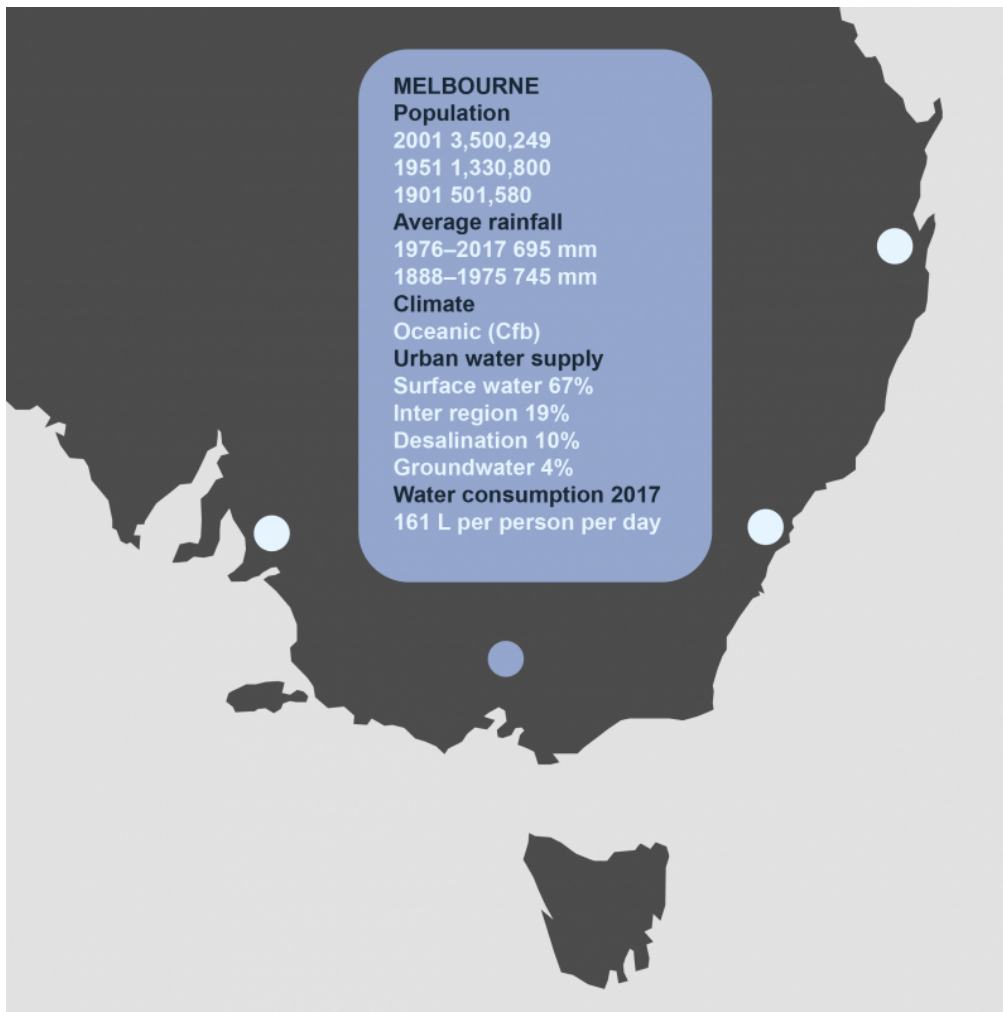 MELBOURNE
Population
2001 3,500,249
1951 1,330,800
1901 501,580
Average rainfall
1976–2017 695 mm
1888–1975 745 mm
Climate
Oceanic (Cfb)
Urban water supply
Surface water 67%
Inter region 19%
Desalination 10%
Groundwater 4%
Water consumption 2017
161 L per person per day